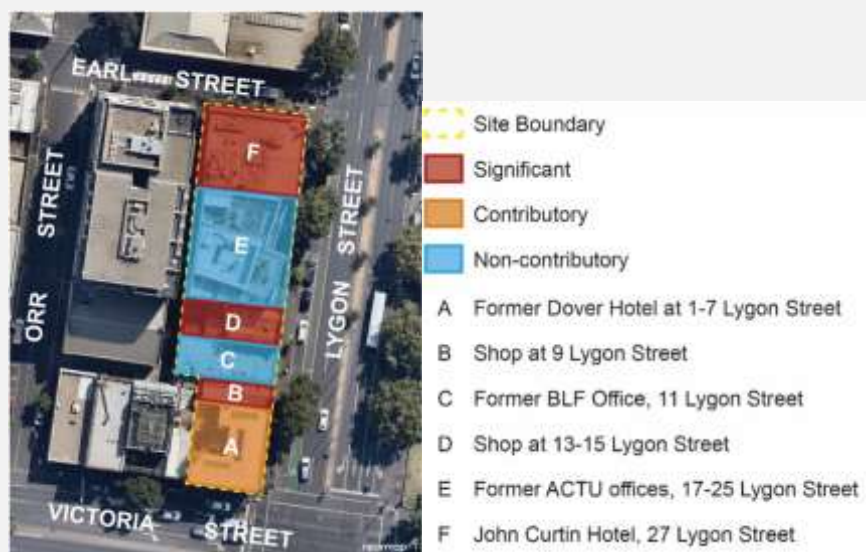 EARL STREET
F
STREET
E
LYGON STREET
D
ORR
C
B
A
VICTORIA STREET
Site Boundary
Significant
Contributory
Non-contributory
A Former Dover Hotel at 1-7 Lygon Street
B Shop at 9 Lygon Street
C Former BLF Office, 11 Lygon Street
D Shop at 13-15 Lygon Street
E Former ACTU offices, 17-25 Lygon Street
F John Curtin Hotel, 27 Lygon Street